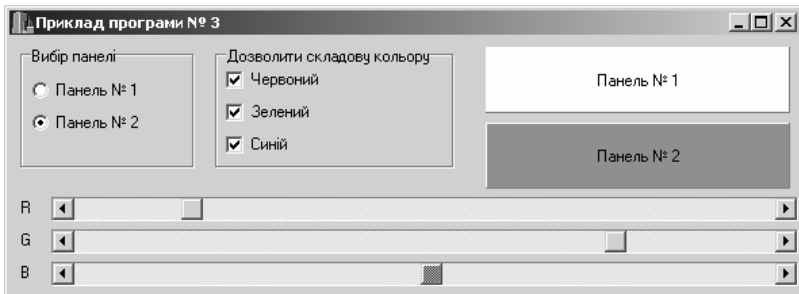 Приклад програми № 3
Вибір панелі
Панель № 1
Панель № 2
Дозволити складову кольору
Червоний
Зелений
Синій
Панель № 1
Панель № 2
R
G
B